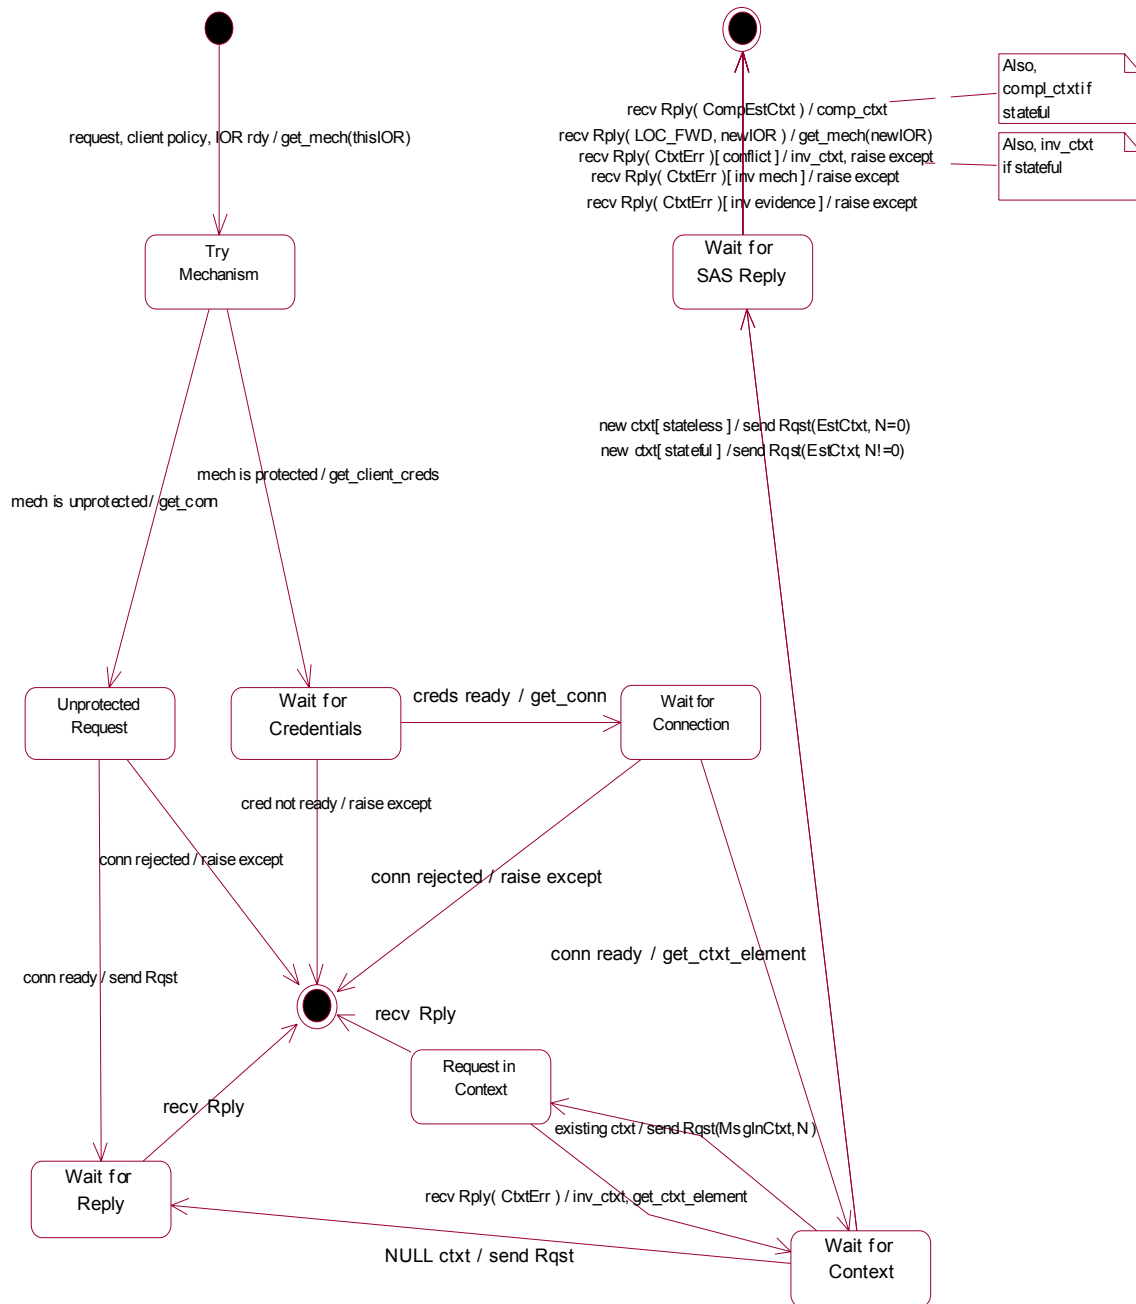 Also,
compl_ctxt if
stateful
recv Rply( CompEstCtxt ) / comp_ctxt
request, client policy, IOR rdy / get_mech(thisIOR)
recv Rply( LOC_FWD, newIOR ) / get_mech(newIOR)
Also, inv_ctxt
if stateful
recv Rply( CtxtErr )[ conflict ] / inv_ctxt, raise except
recv Rply( CtxtErr )[ inv mech ] / raise except
recv Rply( CtxtErr )[ inv evidence ] / raise except
Try
Mechanism
Wait for
SAS Reply
new ctxt[ stateless ] / send Rqst(EstCtxt, N=0)
new ctxt[ stateful ] / send Rqst(EstCtxt, N!=0)
mech is protected / get_client_creds
mech is unprotected / get_conn
Unprotected
Request
Wait for
Credentials
creds ready / get_conn
Wait for
Connection
cred not ready / raise except
conn rejected / raise except
conn rejected / raise except
conn ready / get_ctxt_element
conn ready / send Rqst
recv Rply
Request in
Context
recv Rply
existing ctxt / send Rqst(MsgInCtxt, N )
Wait for
Reply
recv Rply( CtxtErr ) / inv_ctxt, get_ctxt_element
NULL ctxt / send Rqst
Wait for
Context